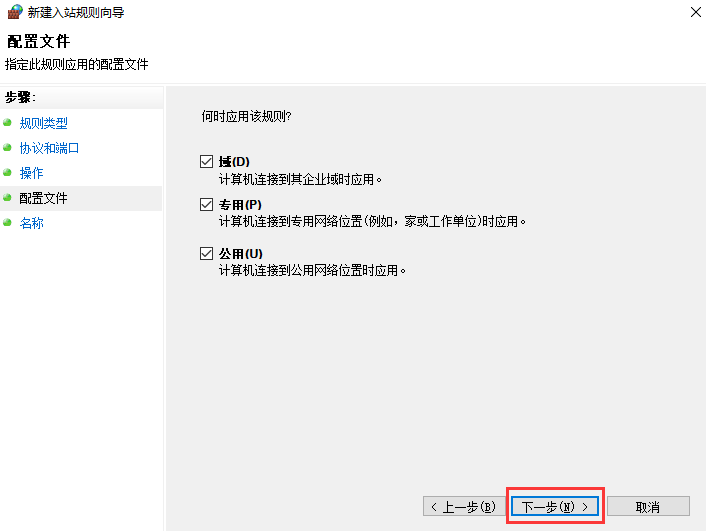 新建入站规则向导
配置文件
指定此规则应用的配置文件
步骤:
规则类型
协议和端口
操作
配置文件
名称
何时应用该规则?
域(D)
计算机连接到其企业域时应用。
专用(P)
计算机连接到专用网络位置(例如，家或工作单位)时应用。
公用(U)
计算机连接到公用网络位置时应用。
< 上一步(B)
下一步(N) >
取消